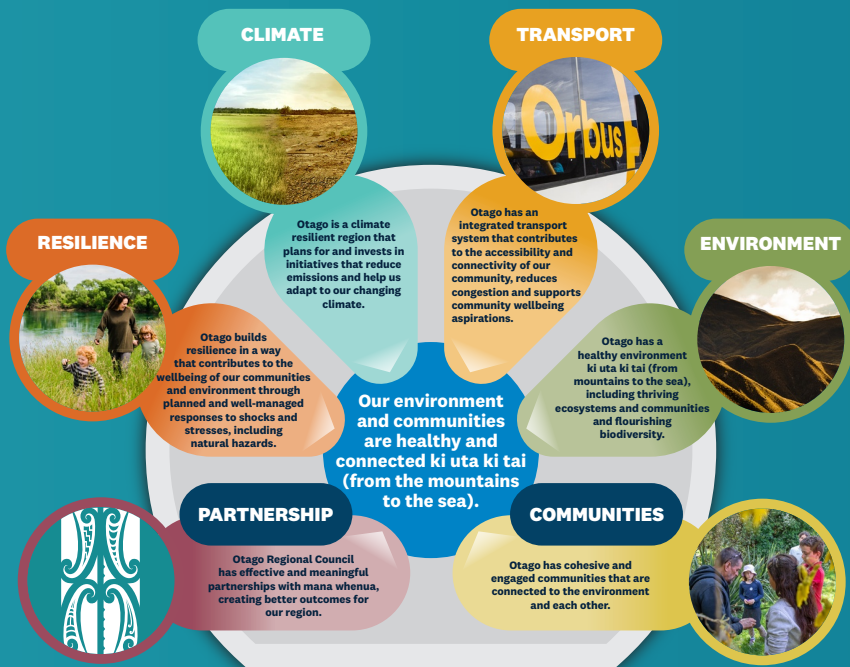 CLIMATE
Otago is a climate
resilient region that
plans for and invests in
initiatives that reduce
emissions and help us
adapt to our changing
climate.
TRANSPORT
Orbus
Otago has an
integrated transport
system that contributes
to the accessibility and
connectivity of our
community, reduces
congestion and supports
community wellbeing
aspirations.
RESILIENCE
Otago builds
resilience in a way
that contributes to the
wellbeing of our communities
and environment through
planned and well-managed
responses to shocks and
stresses, including
natural hazards.
ENVIRONMENT
Otago has a
healthy environment
ki uta ki tai (from
mountains to the sea),
including thriving
ecosystems and communities
and flourishing
biodiversity.
Our environment
and communities
are healthy and
connected ki uta ki tai
(from the mountains
to the sea).
PARTNERSHIP
Otago Regional Council
has effective and meaningful
partnerships with mana whenua,
creating better outcomes for
our region.
COMMUNITIES
Otago has cohesive and
engaged communities that are
connected to the environment
and each other.